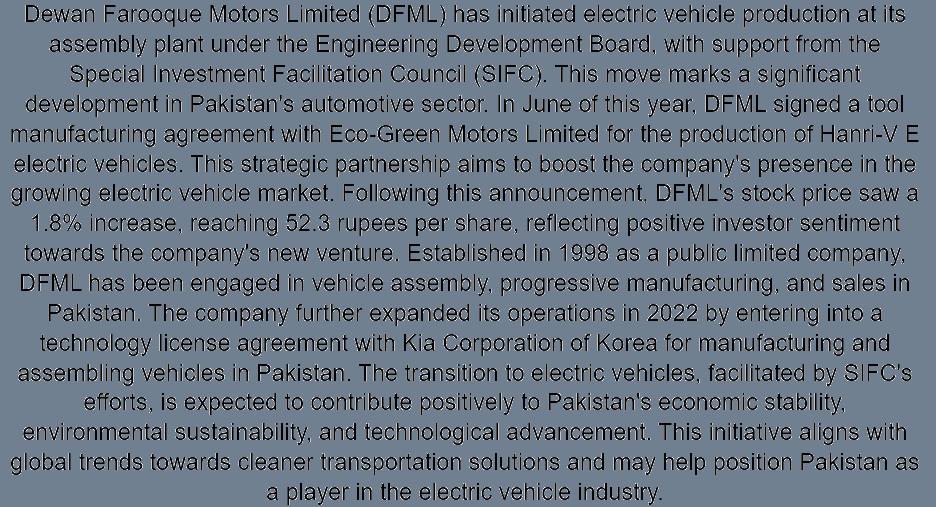 Dewan Farooque Motors Limited (DFML) has initiated electric vehicle production at its
assembly plant under the Engineering Development Board, with support from the
Special Investment Facilitation Council (SIFC). This move marks a significant
development in Pakistan's automotive sector. In June of this year, DFML signed a tool
manufacturing agreement with Eco-Green Motors Limited for the production of Hanri-V E
electric vehicles. This strategic partnership aims to boost the company's presence in the
growing electric vehicle market. Following this announcement, DFML's stock price saw a
1.8% increase, reaching 52.3 rupees per share, reflecting positive investor sentiment
towards the company's new venture. Established in 1998 as a public limited company,
DFML has been engaged in vehicle assembly, progressive manufacturing, and sales in
Pakistan. The company further expanded its operations in 2022 by entering into a
technology license agreement with Kia Corporation of Korea for manufacturing and
assembling vehicles in Pakistan. The transition to electric vehicles, facilitated by SIFC's
efforts, is expected to contribute positively to Pakistan's economic stability,
environmental sustainability, and technological advancement. This initiative aligns with
global trends towards cleaner transportation solutions and may help position Pakistan as
a player in the electric vehicle industry.